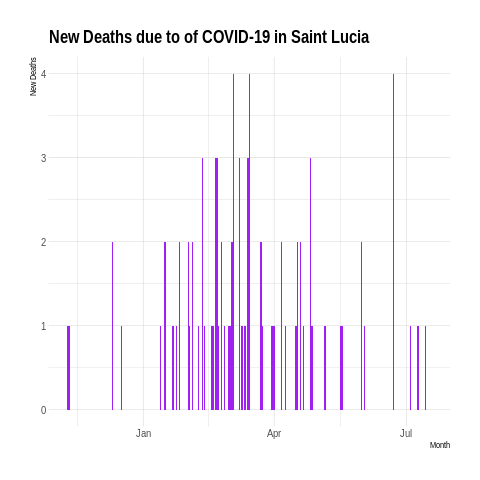 New Deaths due to of COVID-19 in Saint Lucia
New Deaths
4
3
2
1
0
Jan Apr Jul
Month